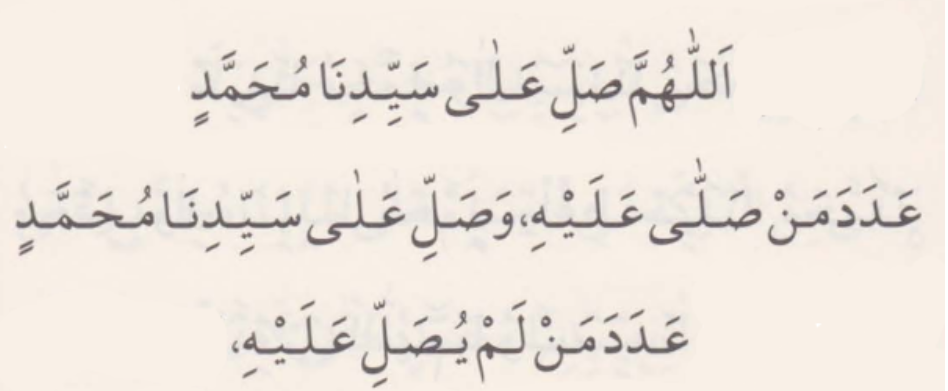 اَللّٰهُمَّ صَلِّ عَلٰى سَيِّدِنَا مُحَمَّدٍ
عَدَدَ مَنْ صَلّٰى عَلَيْهِ، وَصَلِّ عَلٰى سَيِّدِنَا مُحَمَّدٍ
عَدَدَ مَنْ لَمْ يُصَلِّ عَلَيْهِ،